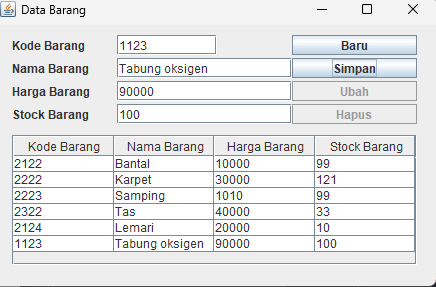 Data Barang
Kode Barang 1123 Baru
Nama Barang Tabung oksigen Simpan
Harga Barang 90000 Ubah
Stock Barang 100 Hapus
Kode Barang Nama Barang Harga Barang Stock Barang
2122 Bantal 10000 99
2222 Karpet 30000 121
2223 Samping 1010 99
2322 Tas 40000 33
2124 Lemari 20000 10
1123 Tabung oksigen 90000 100